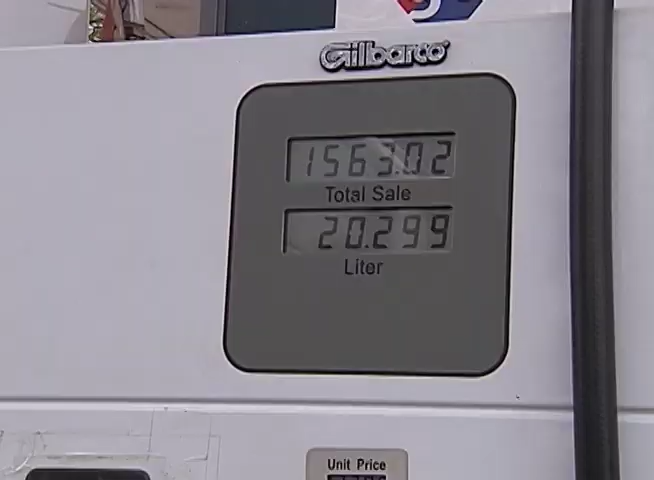 Gilbarco
1563.02
Total Sale
20.299
Liter
Unit Price